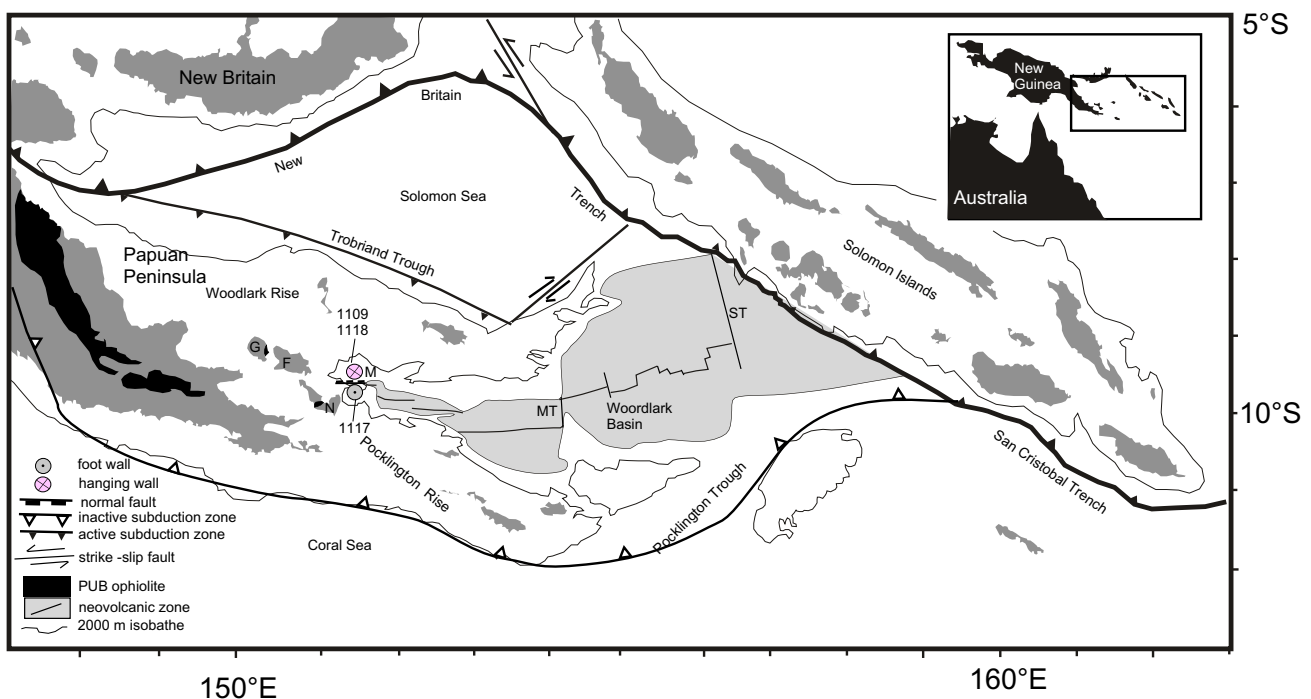 5°S
New Britain
New
Guinea
Australia
Britain
New
Solomon Sea
Trench
Trobriand Trough
Papuan
Peninsula
Woodlark Rise
Solomon Islands
1109
1118
G
F
M
N
1117
ST
MT
Woordlark
Basin
10°S
Pocklington Rise
Pocklington Trough
San Cristobal Trench
Coral Sea
foot wall
hanging wall
normal fault
inactive subduction zone
active subduction zone
strike -slip fault
PUB ophiolite
neovolcanic zone
2000 m isobathe
150°E
160°E